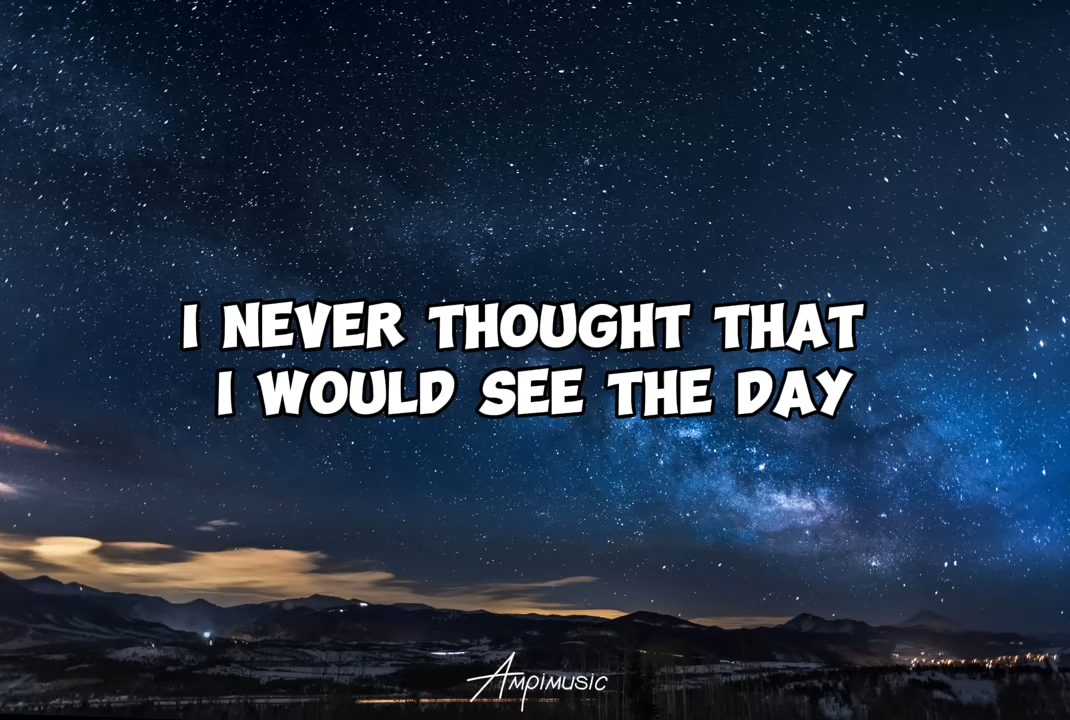 I NEVER THOUGHT THAT
I WOULD SEE THE DAY
AMPIMUSIC